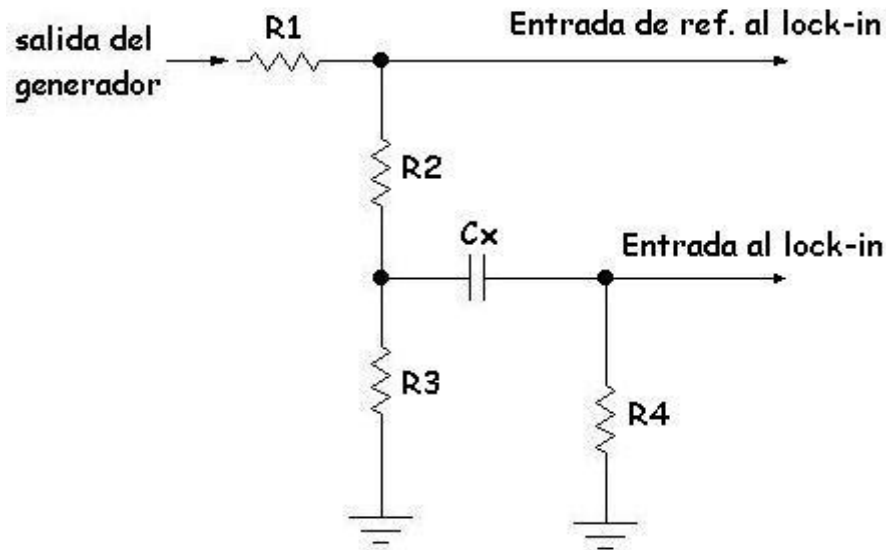 salida del
generador
R1
Entrada de ref. al lock-in
R2
Cx
Entrada al lock-in
R3
R4